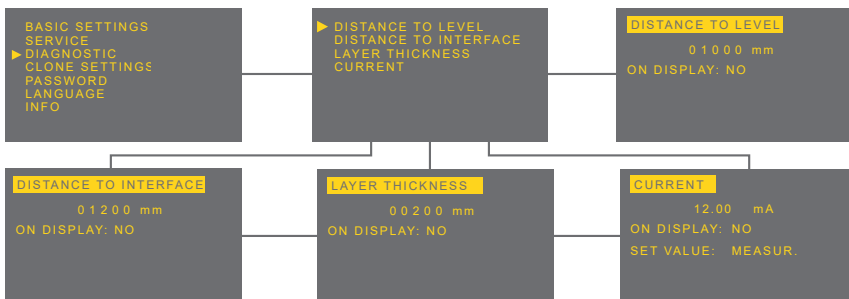 BASIC SETTINGS
SERVICE
DIAGNOSTIC
CLONE SETTINGS
PASSWORD
LANGUAGE
INFO
DISTANCE TO LEVEL
DISTANCE TO INTERFACE
LAYER THICKNESS
CURRENT
DISTANCE TO LEVEL
01000 mm
ON DISPLAY: NO
DISTANCE TO INTERFACE
01200 mm
ON DISPLAY: NO
LAYER THICKNESS
00200 mm
ON DISPLAY: NO
CURRENT
12.00 mA
ON DISPLAY: NO
SET VALUE: MEASUR.